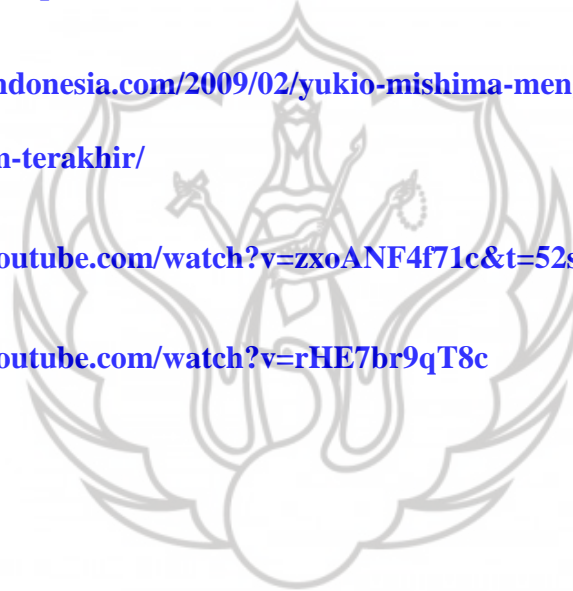 ndonesia.com/2009/02/yukio-mishima-men
n-terakhir/
outube.com/watch?v=zxoANF4f71c&t=52s
outube.com/watch?v=rHE7br9qT8c